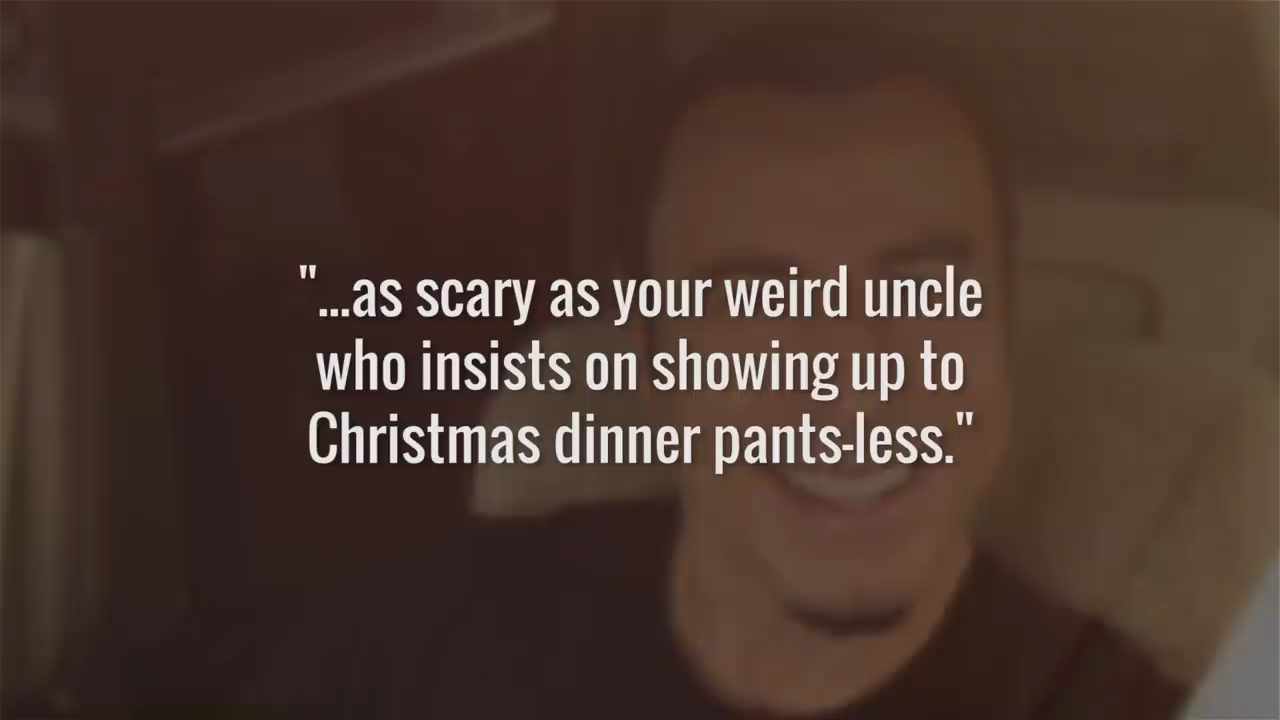 "...as scary as your weird uncle
who insists on showing up to
Christmas dinner pants-less."